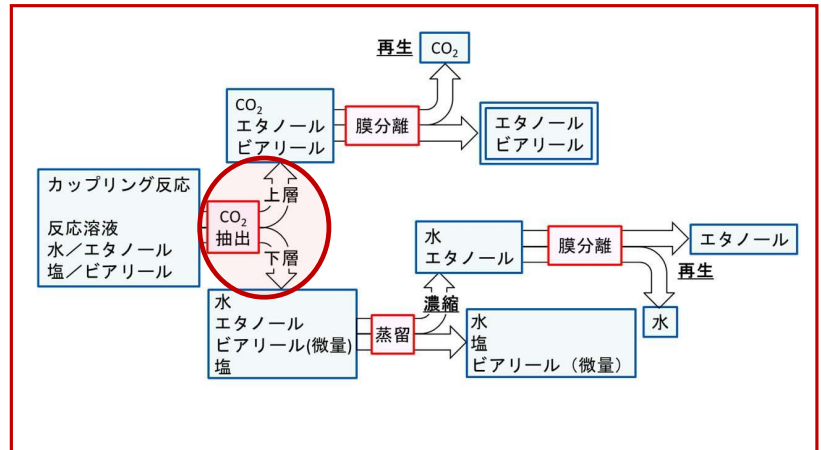 再生
CO₂
CO₂
エタノール
ビアリール
膜分離
エタノール
ビアリール
カップリング反応
反応溶液
水／エタノール
塩／ビアリール
CO₂
抽出
上層
下層
水
エタノール
膜分離
エタノール
再生
水
水
エタノール
ビアリール(微量)
塩
蒸留
濃縮
水
塩
ビアリール（微量）